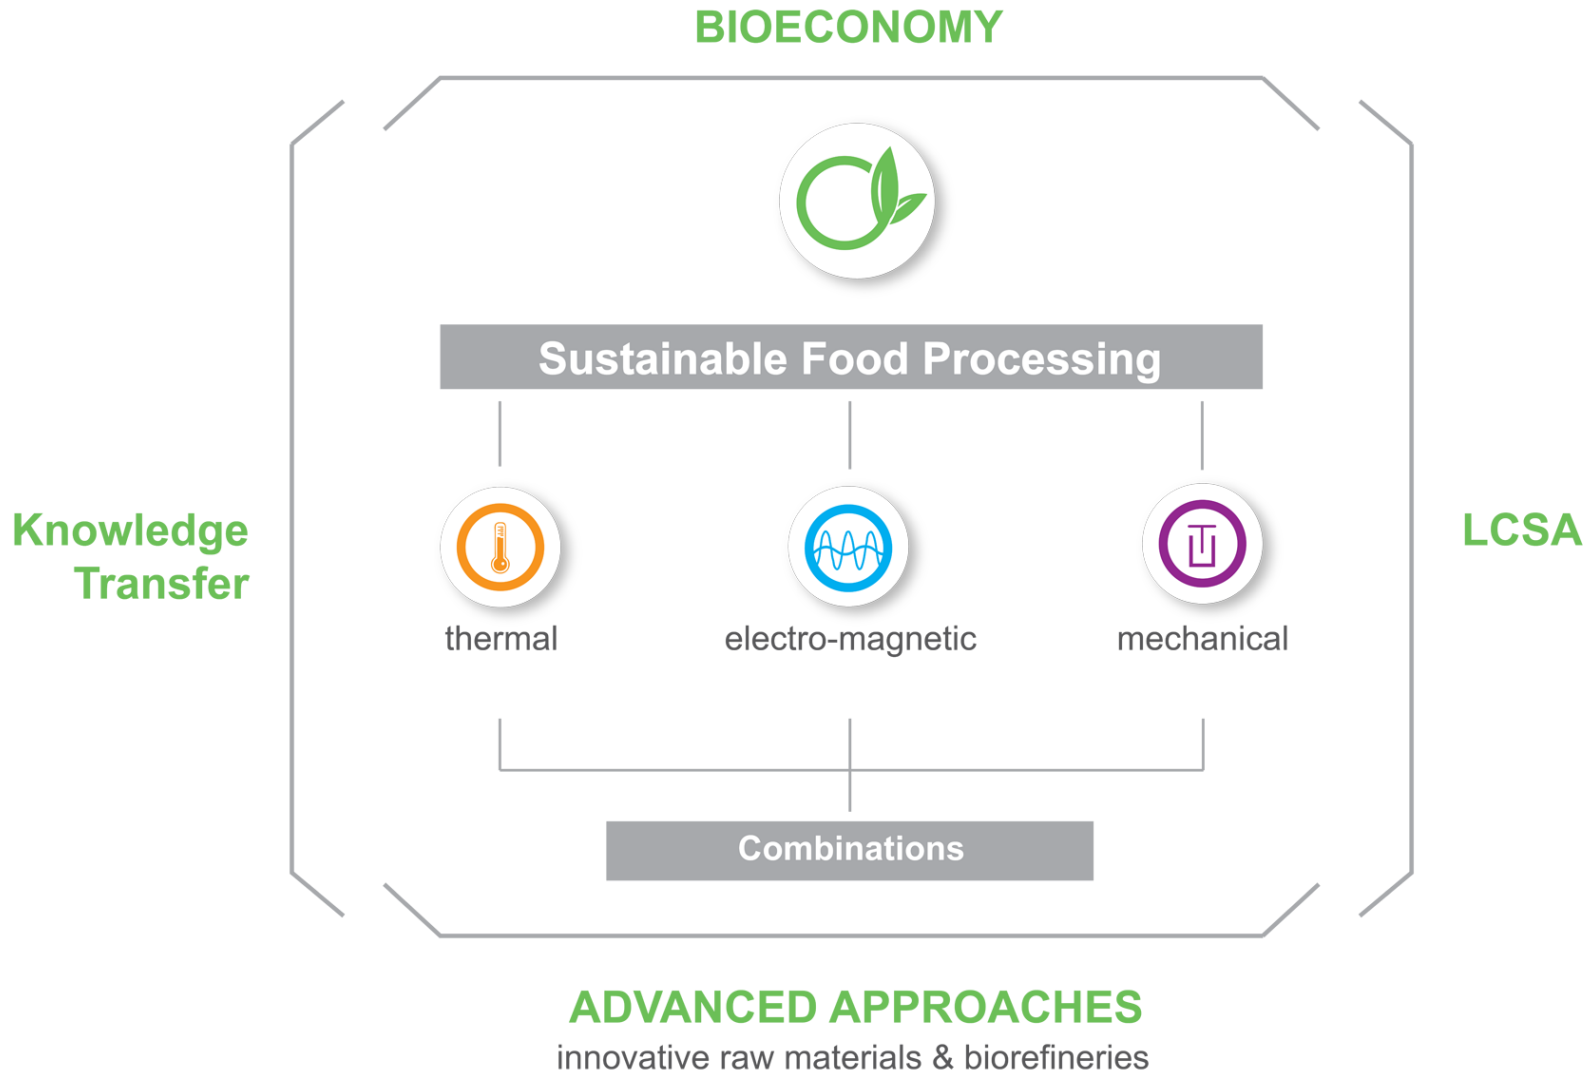 BIOECONOMY
Sustainable Food Processing
Knowledge
Transfer
LCSA
thermal
electro-magnetic
mechanical
Combinations
ADVANCED APPROACHES
innovative raw materials & biorefineries